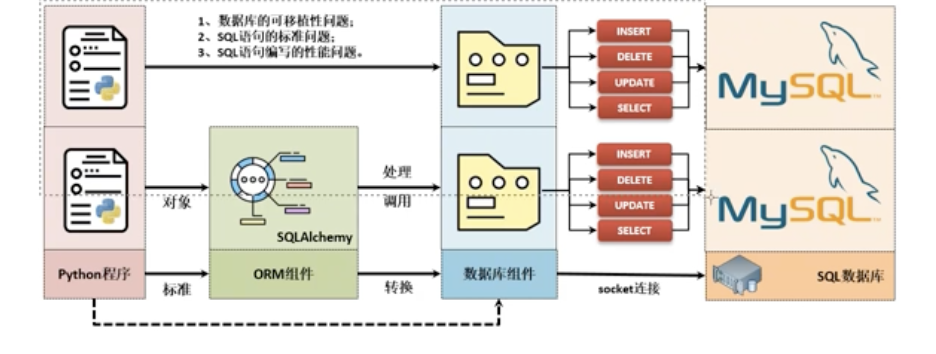 1、数据库的可移植性问题;
2、SQL语句的标准问题;
3、SQL语句编写的性能问题。
INSERT
DELETE
UPDATE
SELECT
MySQL
对象
SQLAlchemy
处理
调用
INSERT
DELETE
UPDATE
SELECT
MySQL
Python程序
标准
ORM组件
转换
数据库组件
socket连接
SQL数据库